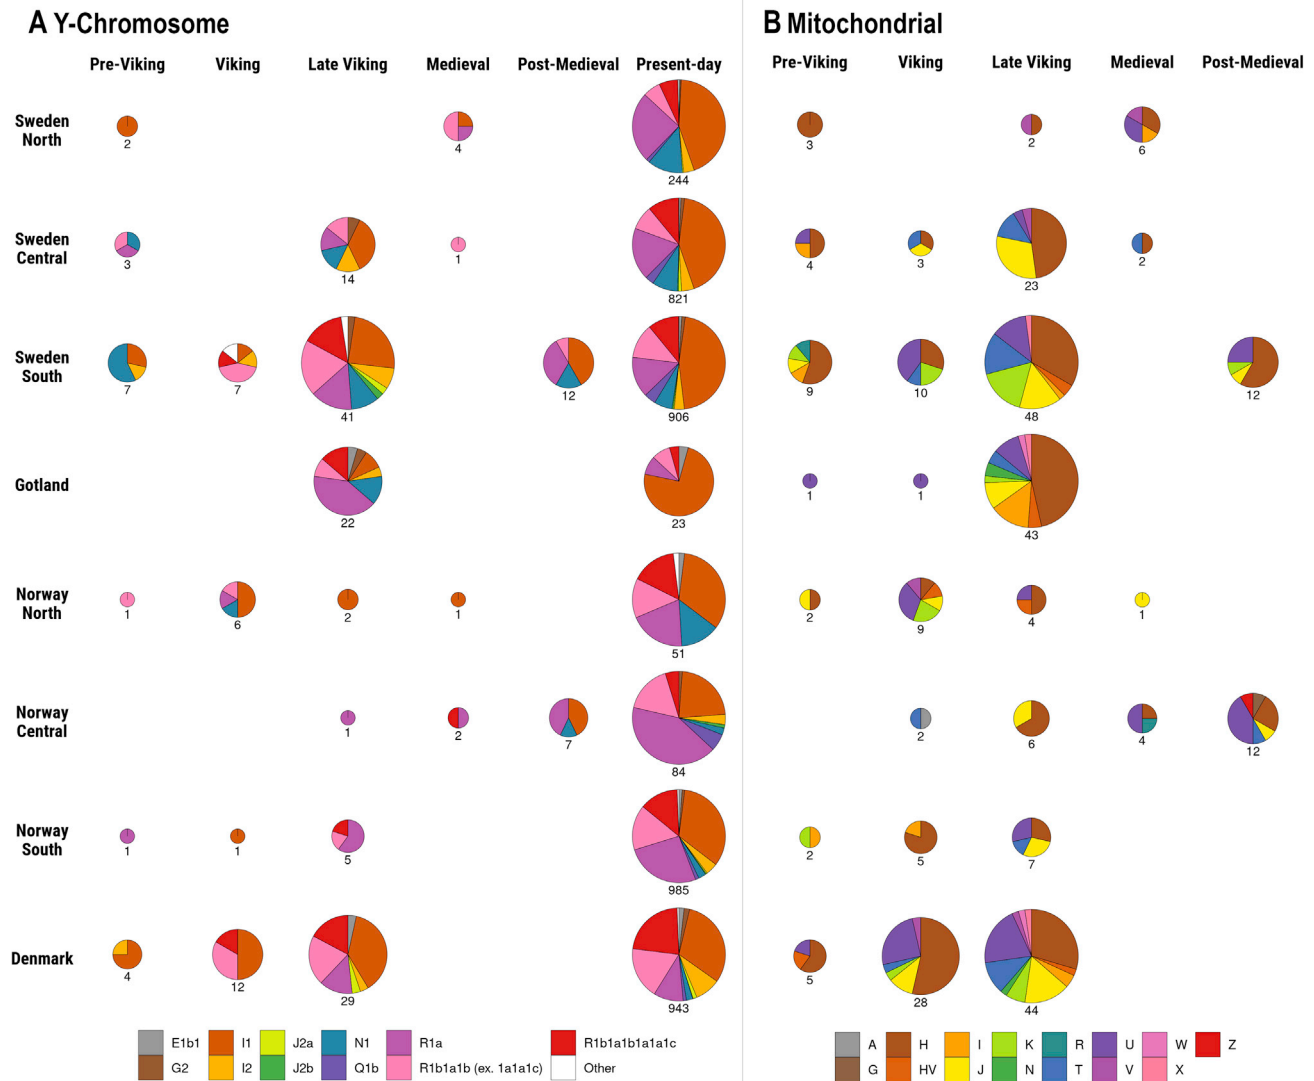 A Y-Chromosome
B Mitochondrial
Pre-Viking Viking Late Viking Medieval Post-Medieval Present-day
Pre-Viking Viking Late Viking Medieval Post-Medieval
Sweden
North
2 4 244
3 2 6
Sweden
Central
3 14 1 821
4 3 23 2
Sweden
South
7 7 41 12 906
9 10 48 12
Gotland
22 23
1 1 43
Norway
North
1 6 2 1 51
2 9 4 1
Norway
Central
1 2 7 84
2 6 4 12
Norway
South
1 1 5 985
2 5 7
Denmark
4 12 29 943
5 28 44
E1b1 I1 J2a N1 R1a R1b1a1b1a1a1c
G2 I2 J2b Q1b R1b1a1b (ex. 1a1a1c) Other
A H I K R U W Z
G HV J N T V X